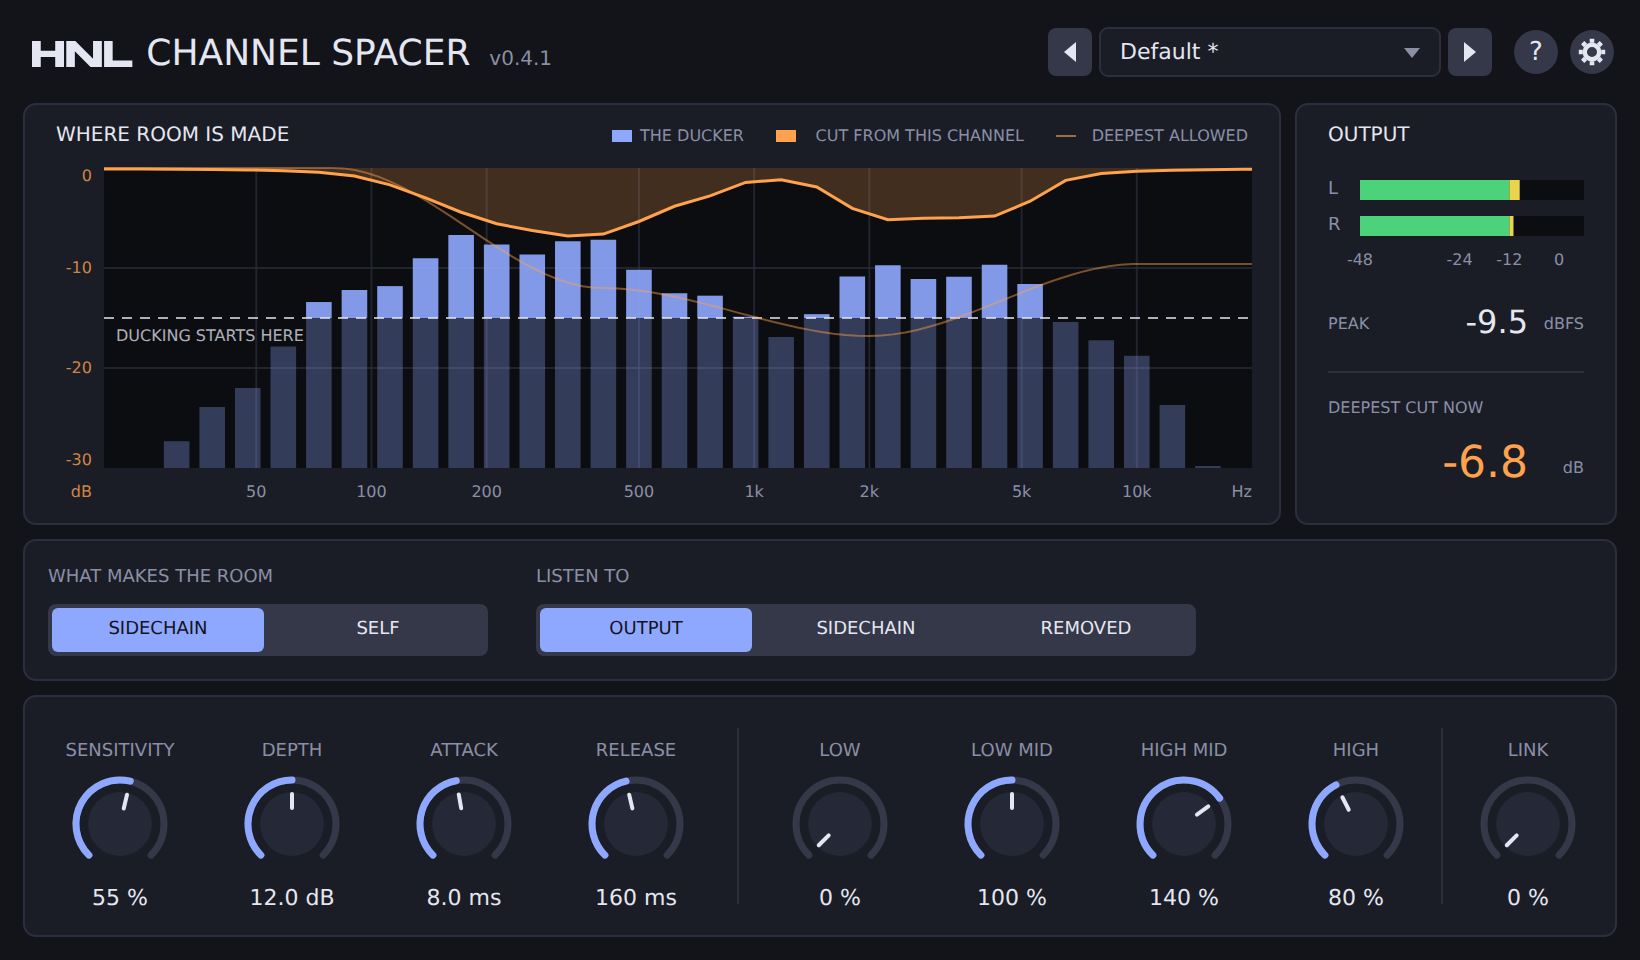 HNL CHANNEL SPACER v0.4.1
Default *
?
WHERE ROOM IS MADE
THE DUCKER
CUT FROM THIS CHANNEL
DEEPEST ALLOWED
0
-10
DUCKING STARTS HERE
-20
-30
dB 50 100 200 500 1k 2k 5k 10k Hz
OUTPUT
L
R
-48 -24 -12 0
PEAK -9.5 dBFS
DEEPEST CUT NOW
-6.8 dB
WHAT MAKES THE ROOM
SIDECHAIN SELF
LISTEN TO
OUTPUT SIDECHAIN REMOVED
SENSITIVITY DEPTH ATTACK RELEASE LOW LOW MID HIGH MID HIGH LINK
55 % 12.0 dB 8.0 ms 160 ms 0 % 100 % 140 % 80 % 0 %